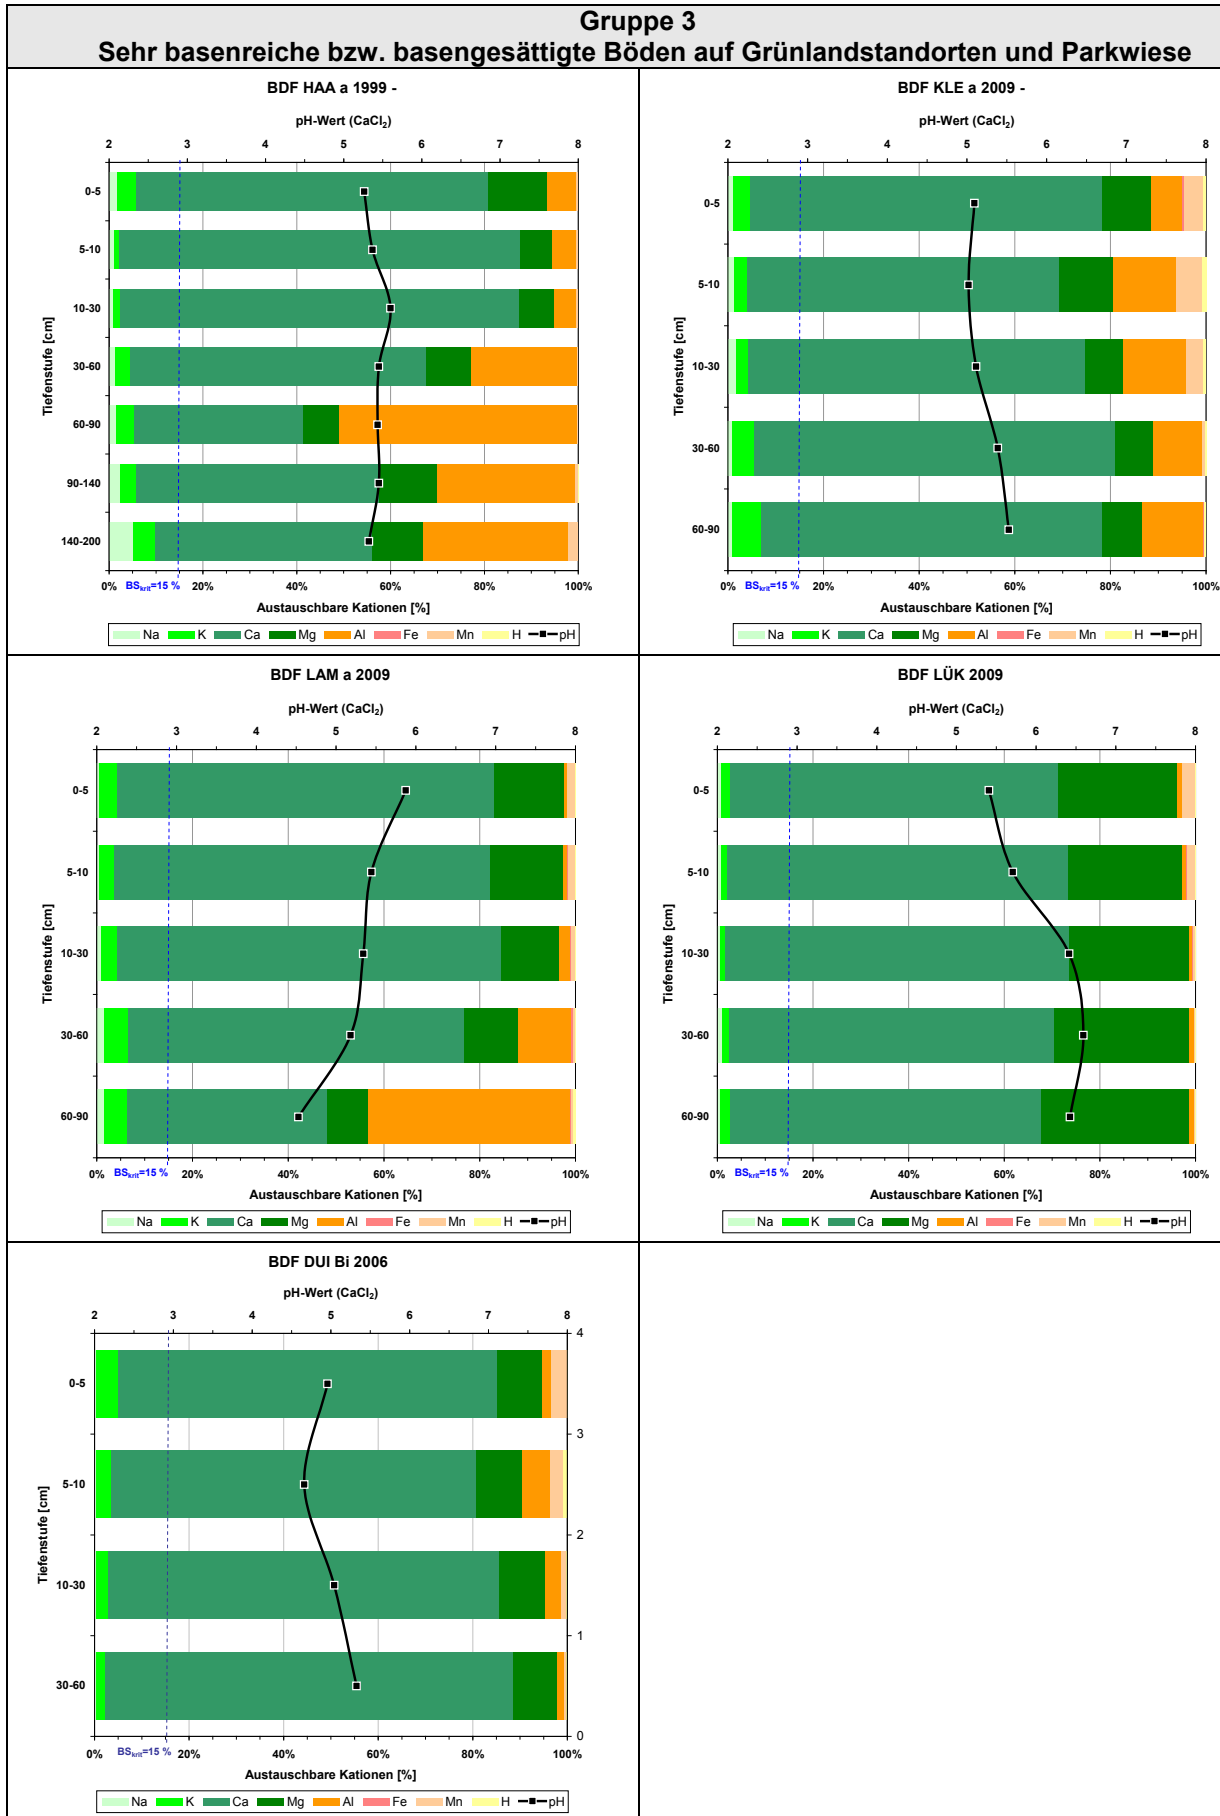 Gruppe 3
Sehr basenreiche bzw. basengesättigte Böden auf Grünlandstandorten und Parkwiese
BDF HAA a 1999 -
pH-Wert (CaCl₂)
2 3 4 5 6 7 8
Tiefenstufe [cm]
0-5
5-10
10-30
30-60
60-90
90-140
140-200
0% BSkrit=15 % 20% 40% 60% 80% 100%
Austauschbare Kationen [%]
Na K Ca Mg Al Fe Mn H pH
BDF KLE a 2009 -
pH-Wert (CaCl₂)
2 3 4 5 6 7 8
Tiefenstufe [cm]
0-5
5-10
10-30
30-60
60-90
0% BSkrit=15 % 20% 40% 60% 80% 100%
Austauschbare Kationen [%]
Na K Ca Mg Al Fe Mn H pH
BDF LAM a 2009
pH-Wert (CaCl₂)
2 3 4 5 6 7 8
Tiefenstufe [cm]
0-5
5-10
10-30
30-60
60-90
0% BSkrit=15 % 20% 40% 60% 80% 100%
Austauschbare Kationen [%]
Na K Ca Mg Al Fe Mn H pH
BDF LÜK 2009
pH-Wert (CaCl₂)
2 3 4 5 6 7 8
Tiefenstufe [cm]
0-5
5-10
10-30
30-60
60-90
0% BSkrit=15 % 20% 40% 60% 80% 100%
Austauschbare Kationen [%]
Na K Ca Mg Al Fe Mn H pH
BDF DUI Bi 2006
pH-Wert (CaCl₂)
2 3 4 5 6 7 8
Tiefenstufe [cm]
4
0-5
3
5-10
2
10-30
1
30-60
0
0% BSkrit=15 % 20% 40% 60% 80% 100%
Austauschbare Kationen [%]
Na K Ca Mg Al Fe Mn H pH